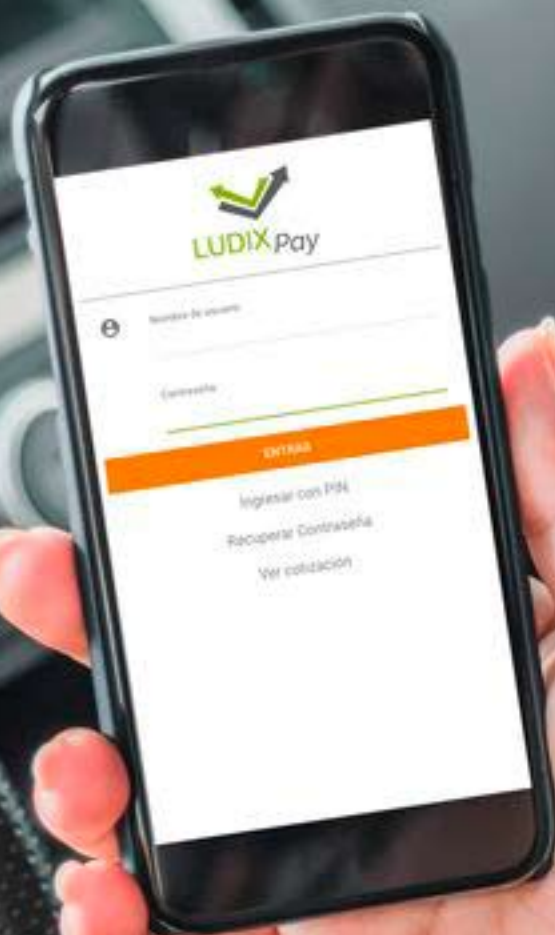 LUDIX Pay
Nombre de usuario
Contraseña
ENTRAR
Ingresar con PIN
Recuperar Contraseña
Ver cotización